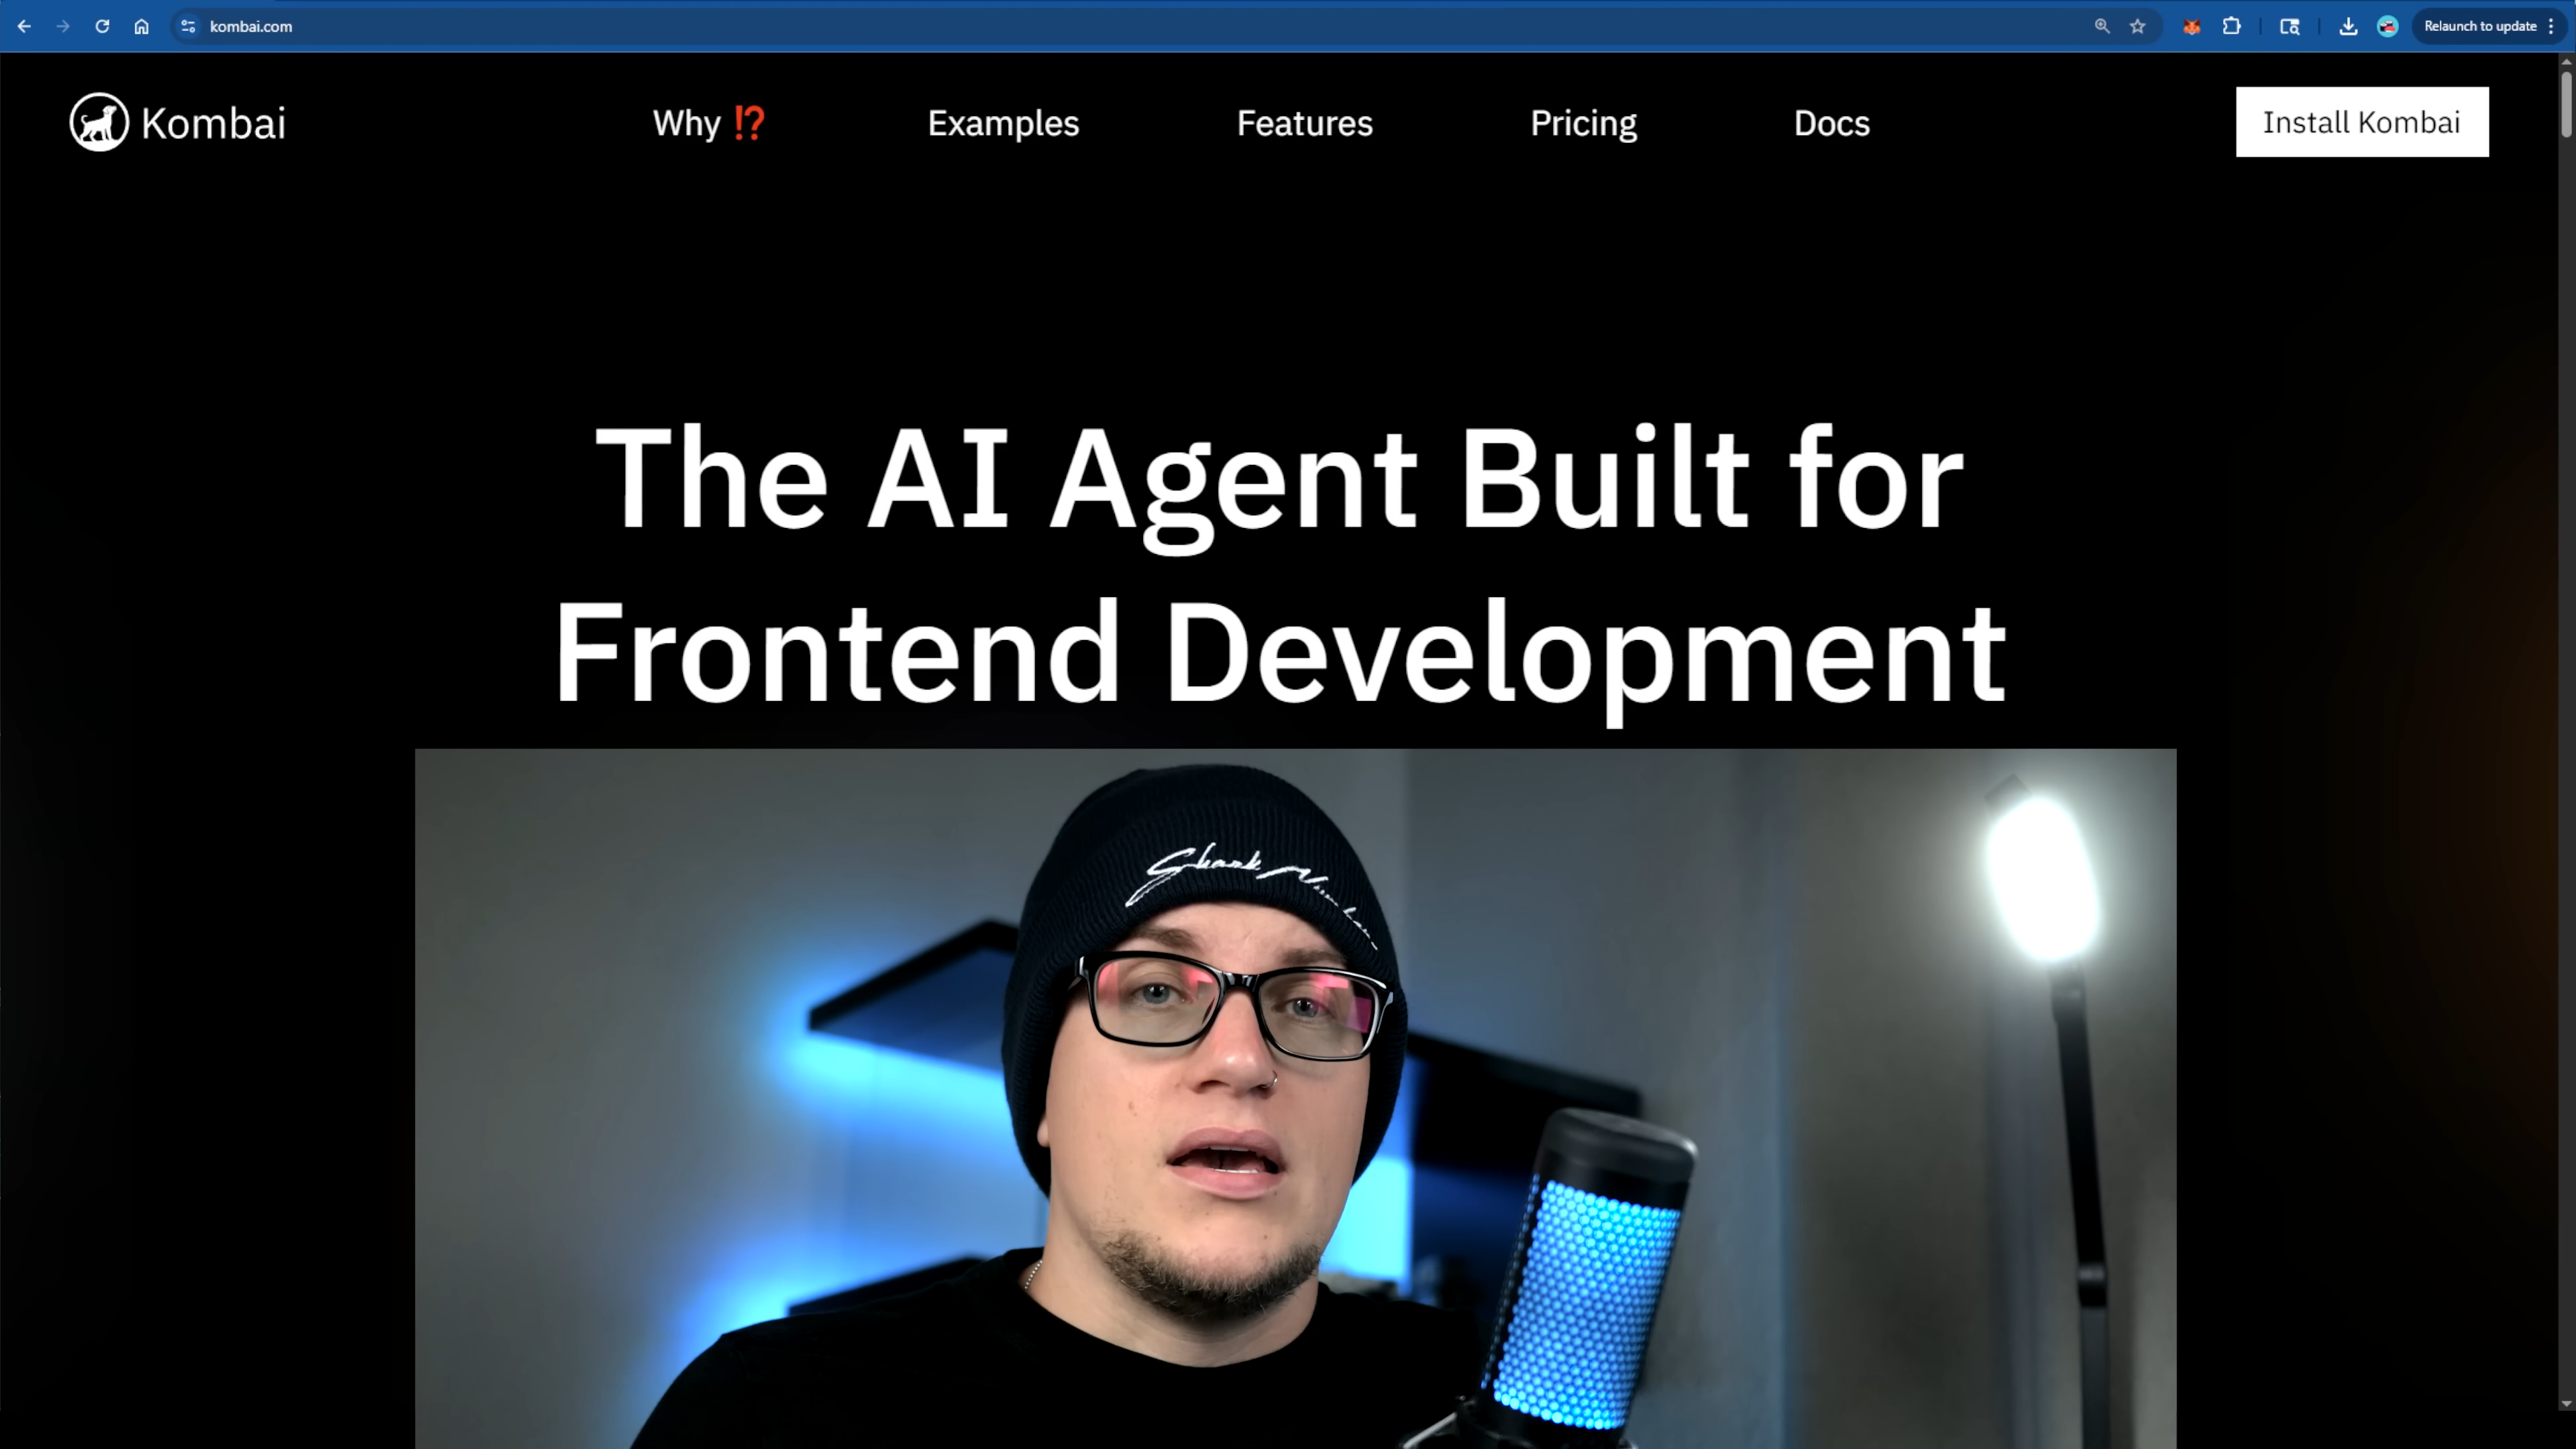 kombai.com
Relaunch to update
Kombai
Why ⁉️
Examples
Features
Pricing
Docs
Install Kombai
The AI Agent Built for
Frontend Development
Shark